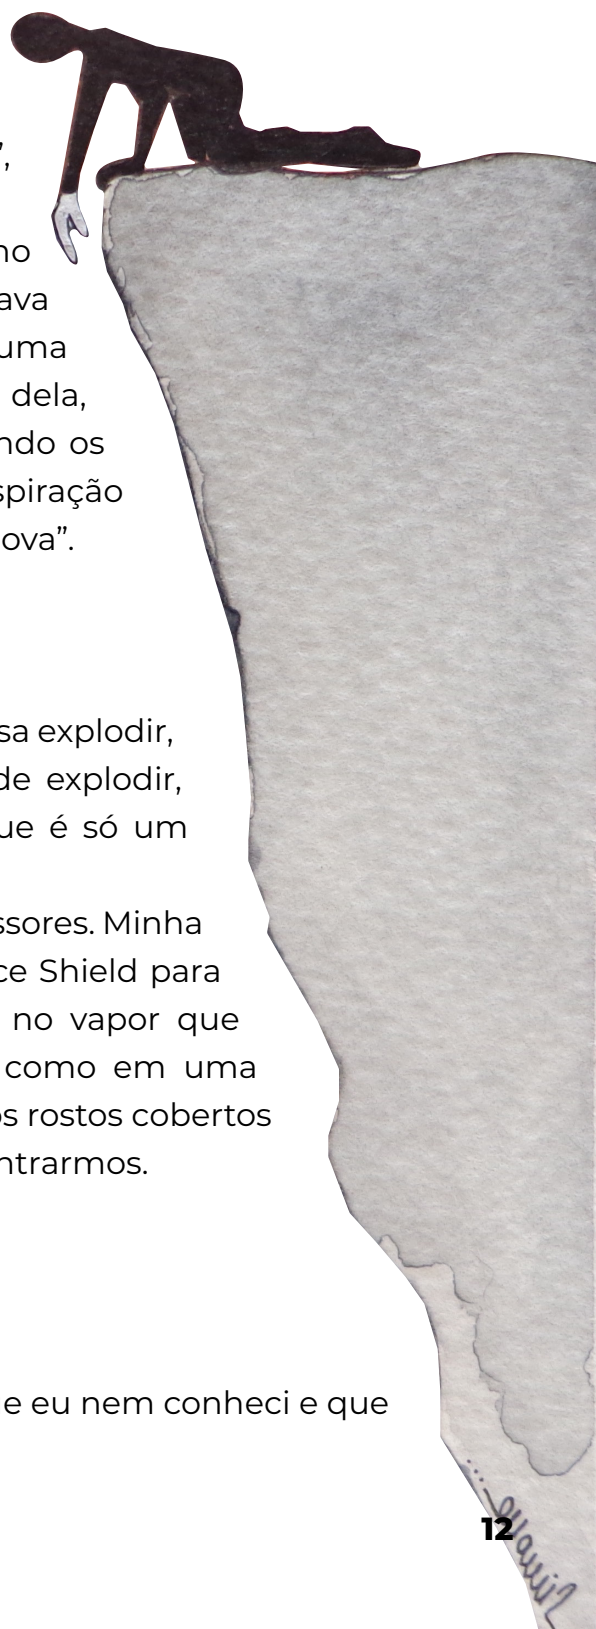 ”,
no
ava
uma
dela,
ndo os
spiração
ova”.
sa explodir,
de explodir,
ue é só um
ssores. Minha
ce Shield para
no vapor que
como em uma
os rostos cobertos
ntrarmos.
e eu nem conheci e que
12